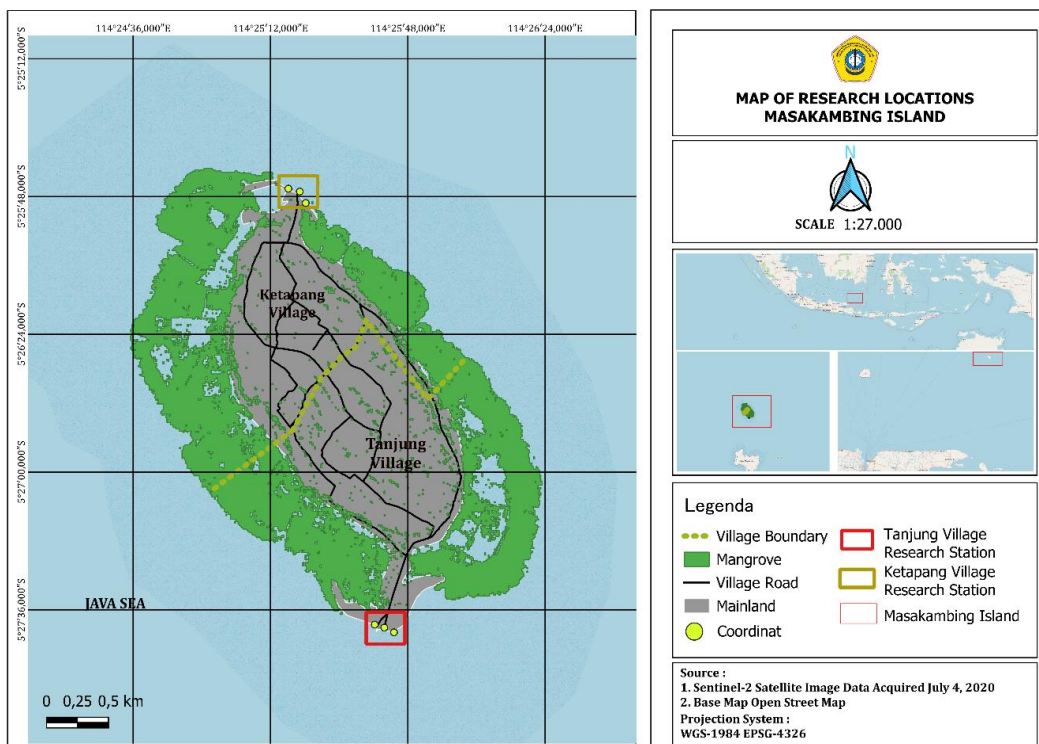 114°24′36,000″E
114°25′12,000″E
114°25′48,000″E
114°26′24,000″E
5°25′12,000″S
5°25′48,000″S
5°26′24,000″S
5°27′00,000″S
5°27′36,000″S
Ketapang
Village
Tanjung
Village
JAVA SEA
0 0,25 0,5 km
MAP OF RESEARCH LOCATIONS
MASAKAMBING ISLAND
N
SCALE 1:27.000
Legenda
Village Boundary
Mangrove
Village Road
Mainland
Coordinat
Tanjung Village
Research Station
Ketapang Village
Research Station
Masakambing Island
Source :
1. Sentinel-2 Satellite Image Data Acquired July 4, 2020
2. Base Map Open Street Map
Projection System :
WGS-1984 EPSG-4326